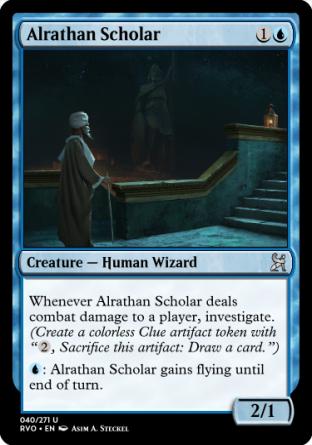 Alrathan Scholar 1
Creature — Human Wizard
Whenever Alrathan Scholar deals
combat damage to a player, investigate.
(Create a colorless Clue artifact token with
“2, Sacrifice this artifact: Draw a card.”)
: Alrathan Scholar gains flying until
end of turn.
2/1
040/271 U
RVO • EN Asim A. Steckel